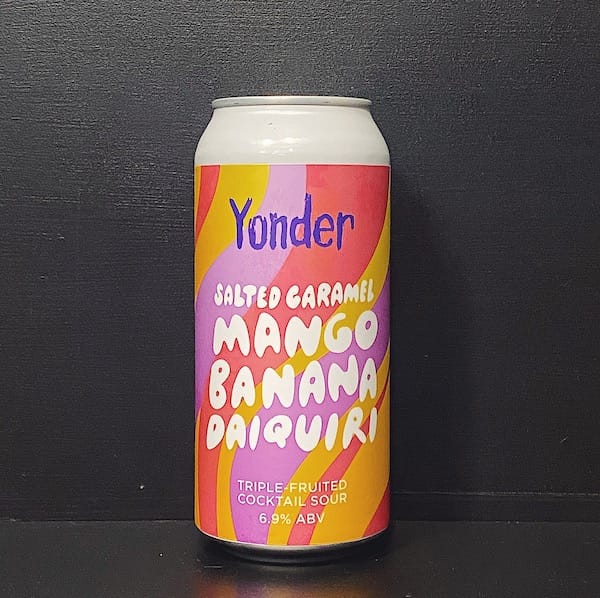 Yonder
SALTED CARAMEL
MANGO
BANANA
DAIQUIRI
TRIPLE-FRUITED
COCKTAIL SOUR
6.9% ABV